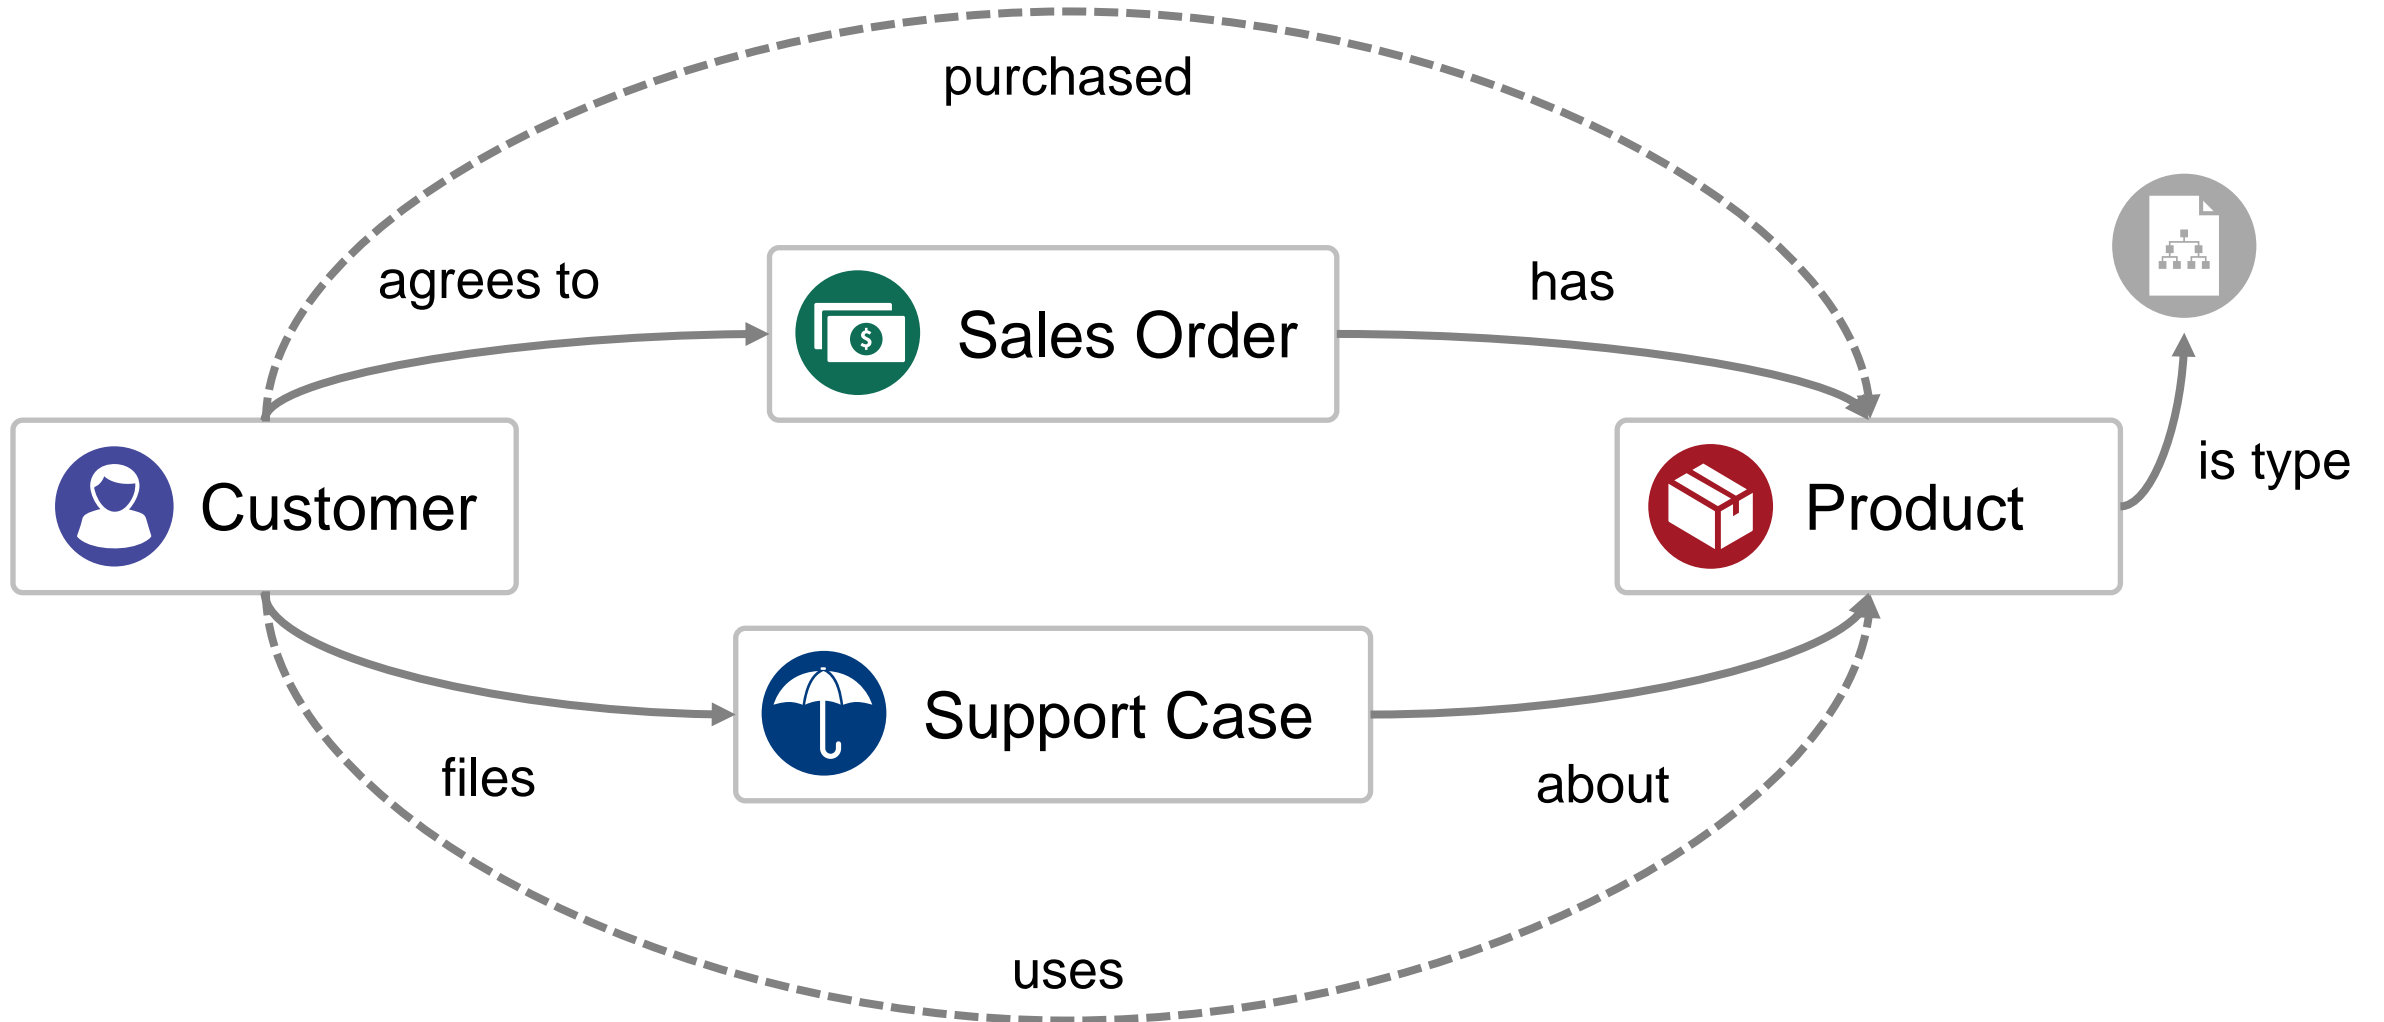 purchased
agrees to
Sales Order
has
Customer
Product
is type
Support Case
files
about
uses